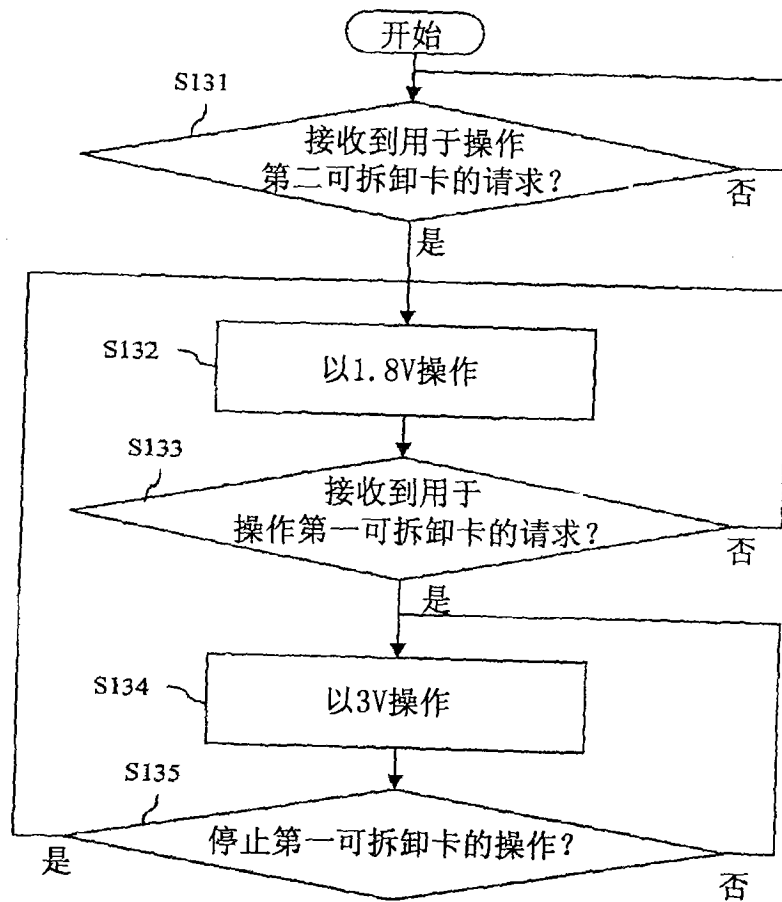 开始
S131
接收到用于操作
第二可拆卸卡的请求?
否
是
S132
以1.8V操作
S133
接收到用于
操作第一可拆卸卡的请求?
否
是
S134
以3V操作
S135
停止第一可拆卸卡的操作?
是
否